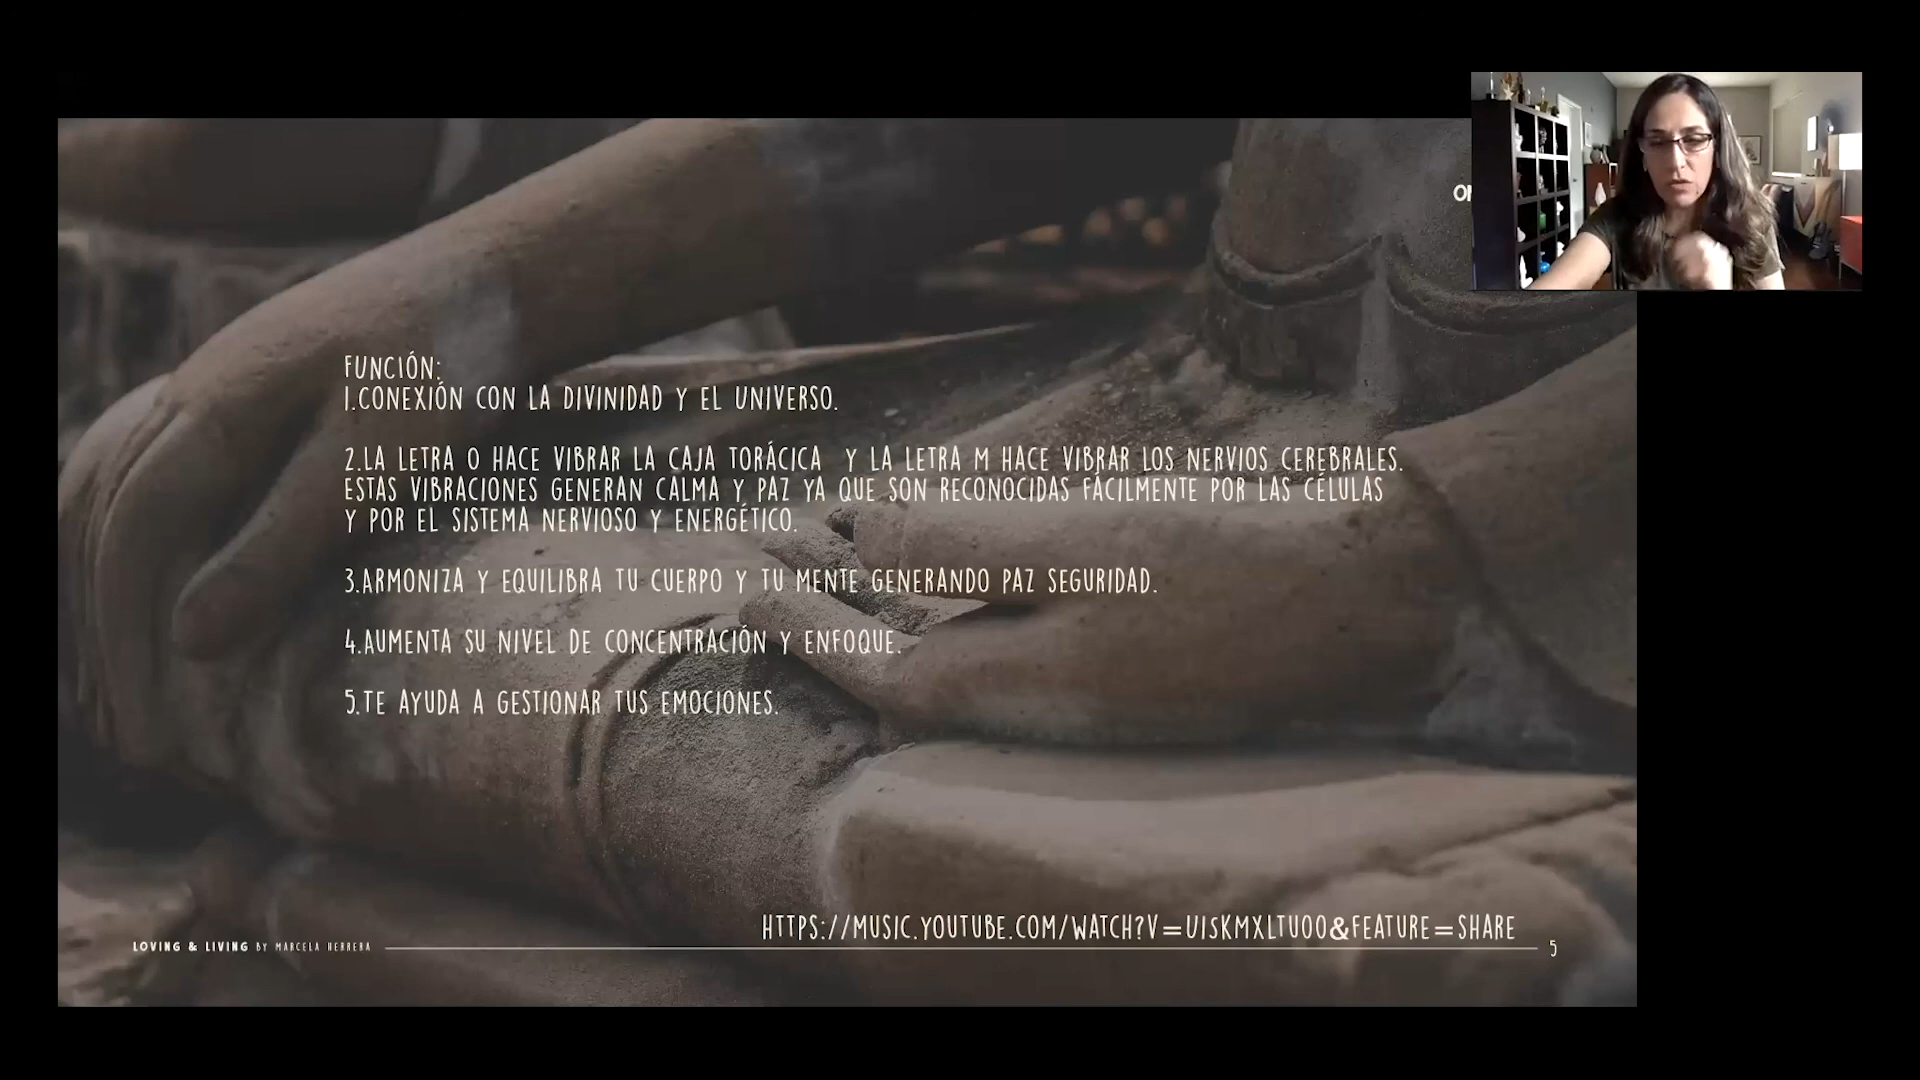 FUNCIÓN:
1.CONEXIÓN CON LA DIVINIDAD Y EL UNIVERSO.
2.LA LETRA O HACE VIBRAR LA CAJA TORÁCICA Y LA LETRA M HACE VIBRAR LOS NERVIOS CEREBRALES.
ESTAS VIBRACIONES GENERAN CALMA Y PAZ YA QUE SON RECONOCIDAS FÁCILMENTE POR LAS CÉLULAS
Y POR EL SISTEMA NERVIOSO Y ENERGÉTICO.
3.ARMONIZA Y EQUILIBRA TU CUERPO Y TU MENTE GENERANDO PAZ SEGURIDAD.
4.AUMENTA SU NIVEL DE CONCENTRACIÓN Y ENFOQUE.
5.TE AYUDA A GESTIONAR TUS EMOCIONES.
HTTPS://MUSIC.YOUTUBE.COM/WATCH?V=UISKMXLTUOO&FEATURE=SHARE
LOVING & LIVING BY MARCELA HERRERA
5